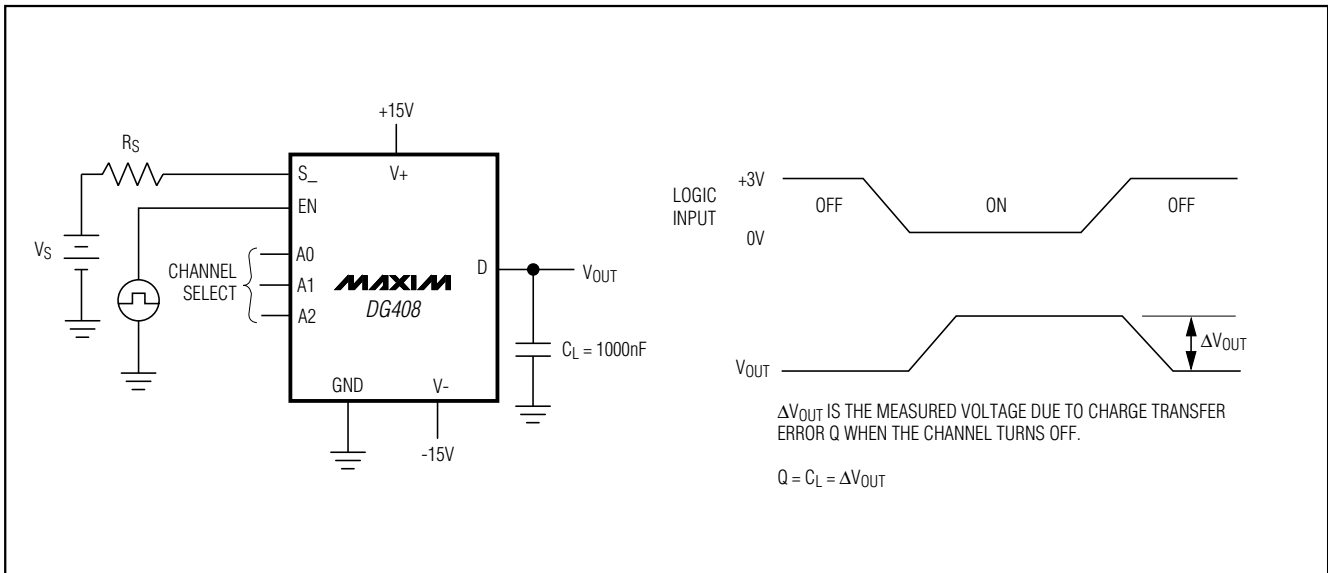 +15V
RS
S_
V+
EN
VS
A0
CHANNEL
SELECT
A1
A2
MAXIM
DG408
D
VOUT
CL = 1000nF
GND
V-
-15V
LOGIC
INPUT
+3V
0V
OFF
ON
OFF
VOUT
ΔVOUT
ΔVOUT IS THE MEASURED VOLTAGE DUE TO CHARGE TRANSFER
ERROR Q WHEN THE CHANNEL TURNS OFF.
Q = CL = ΔVOUT